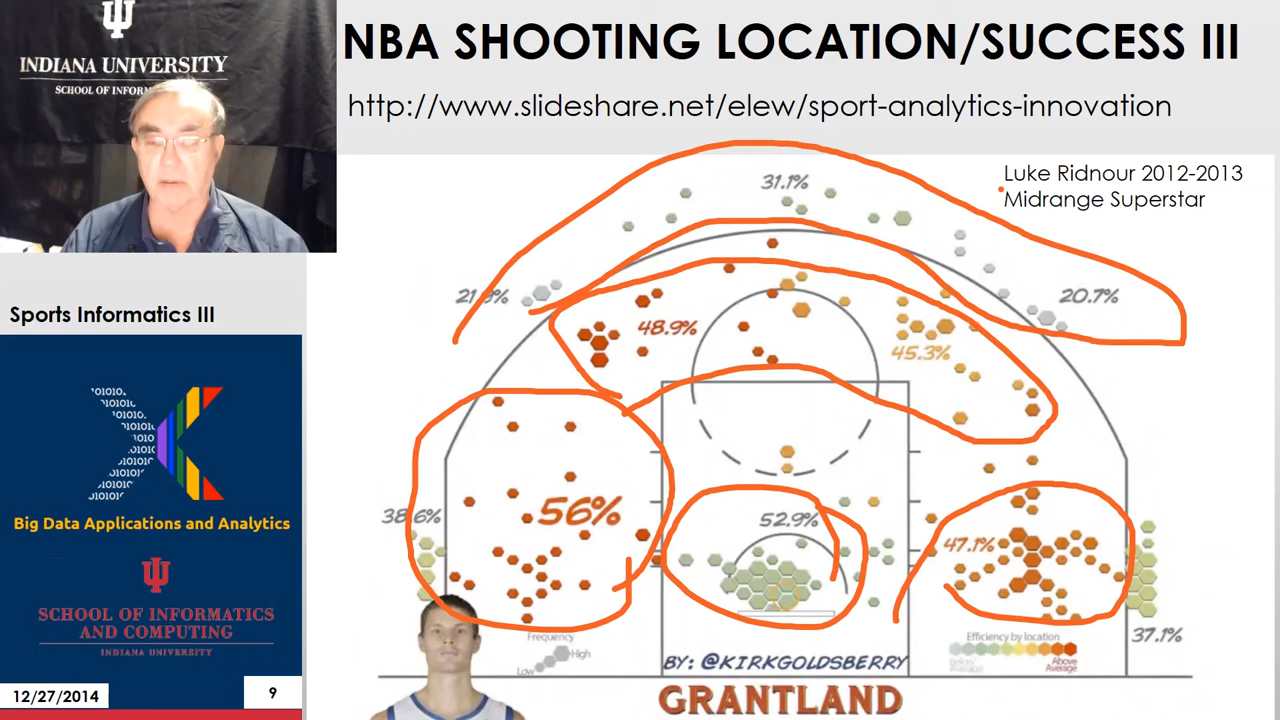 INDIANA UNIVERSITY
NBA SHOOTING LOCATION/SUCCESS III
http://www.slideshare.net/elew/sport-analytics-innovation
Luke Ridnour 2012-2013
Midrange Superstar
31.1%
20.7%
48.9%
45.3%
38.6%
56%
52.9%
47.1%
37.1%
Frequency
Low
High
Efficiency by location
Below
Average
Above
Average
BY: @KIRKGOLDSBERRY
GRANTLAND
Sports Informatics III
Big Data Applications and Analytics
SCHOOL OF INFORMATICS
AND COMPUTING
INDIANA UNIVERSITY
12/27/2014
9